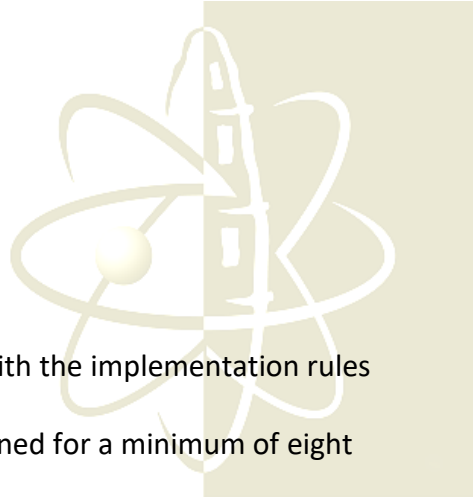 ith the implementation rules
ned for a minimum of eight